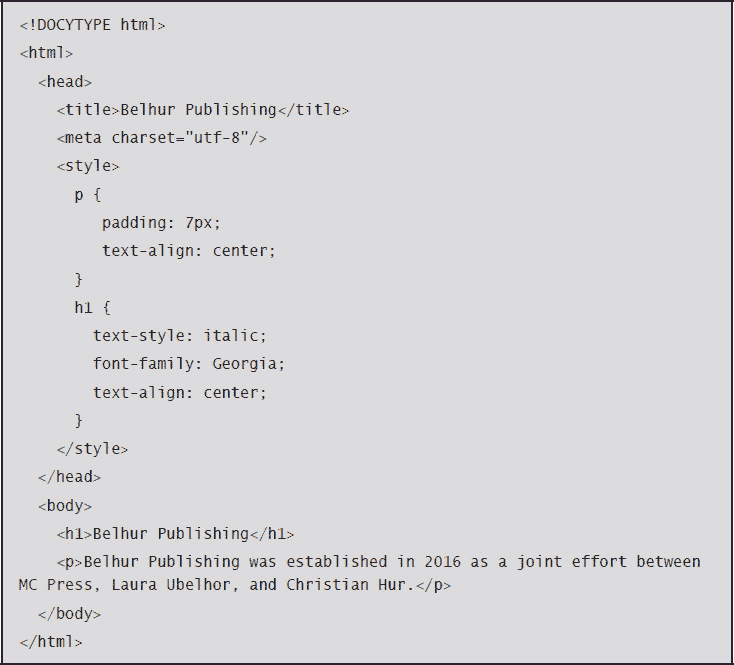 <!DOCYTYPE html>
<html>
<head>
<title>Belhur Publishing</title>
<meta charset="utf-8"/>
<style>
p {
padding: 7px;
text-align: center;
}
h1 {
text-style: italic;
font-family: Georgia;
text-align: center;
}
</style>
</head>
<body>
<h1>Belhur Publishing</h1>
<p>Belhur Publishing was established in 2016 as a joint effort between
MC Press, Laura Ubelhor, and Christian Hur.</p>
</body>
</html>